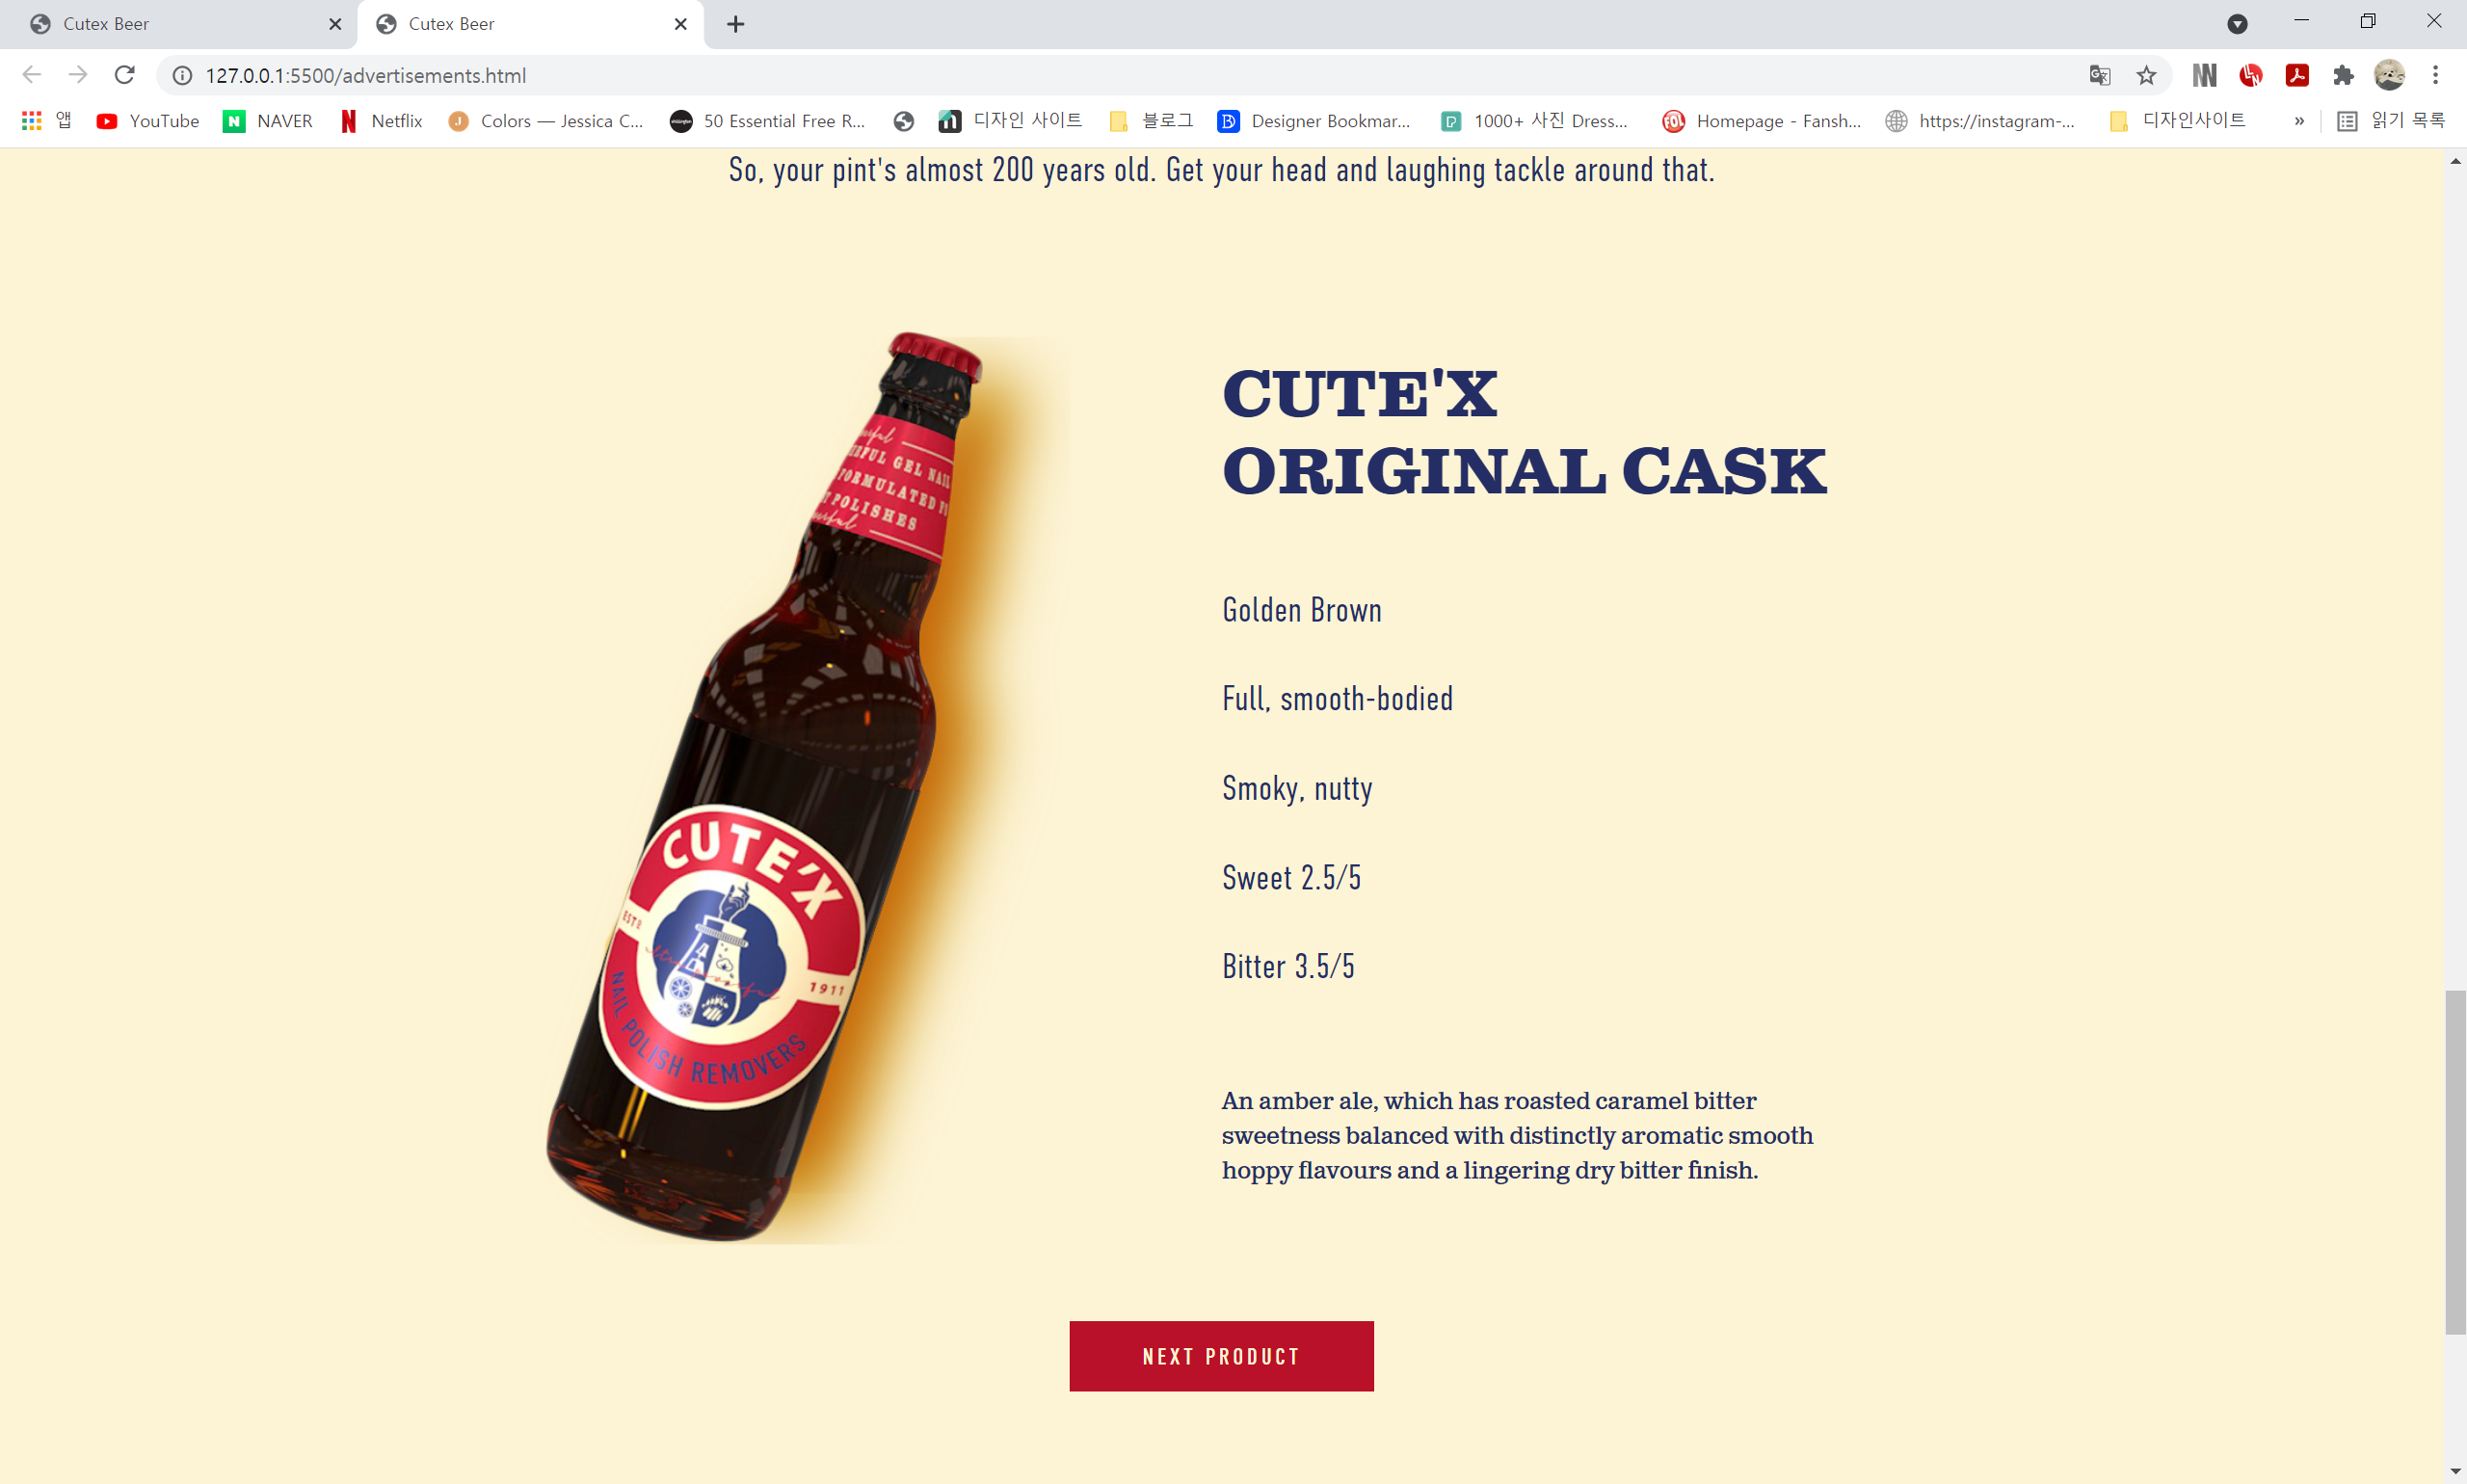 Cutex Beer
Cutex Beer
127.0.0.1:5500/advertisements.html
앱
YouTube
NAVER
Netflix
Colors — Jessica C...
50 Essential Free R...
디자인 사이트
블로그
Designer Bookmar...
1000+ 사진 Dress...
Homepage - Fansh...
https://instagram-...
디자인사이트
»
읽기 목록
So, your pint's almost 200 years old. Get your head and laughing tackle around that.
GEL
FORMULATED
POLISHES
CUTE'X
ESTD
1911
NAIL POLISH REMOVERS
CUTE'X
ORIGINAL CASK
Golden Brown
Full, smooth-bodied
Smoky, nutty
Sweet 2.5/5
Bitter 3.5/5
An amber ale, which has roasted caramel bitter
sweetness balanced with distinctly aromatic smooth
hoppy flavours and a lingering dry bitter finish.
NEXT PRODUCT